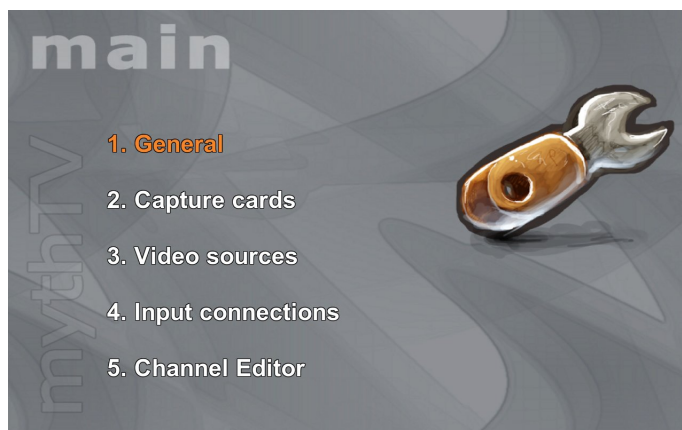 main
1. General
2. Capture cards
3. Video sources
4. Input connections
5. Channel Editor
mythTV